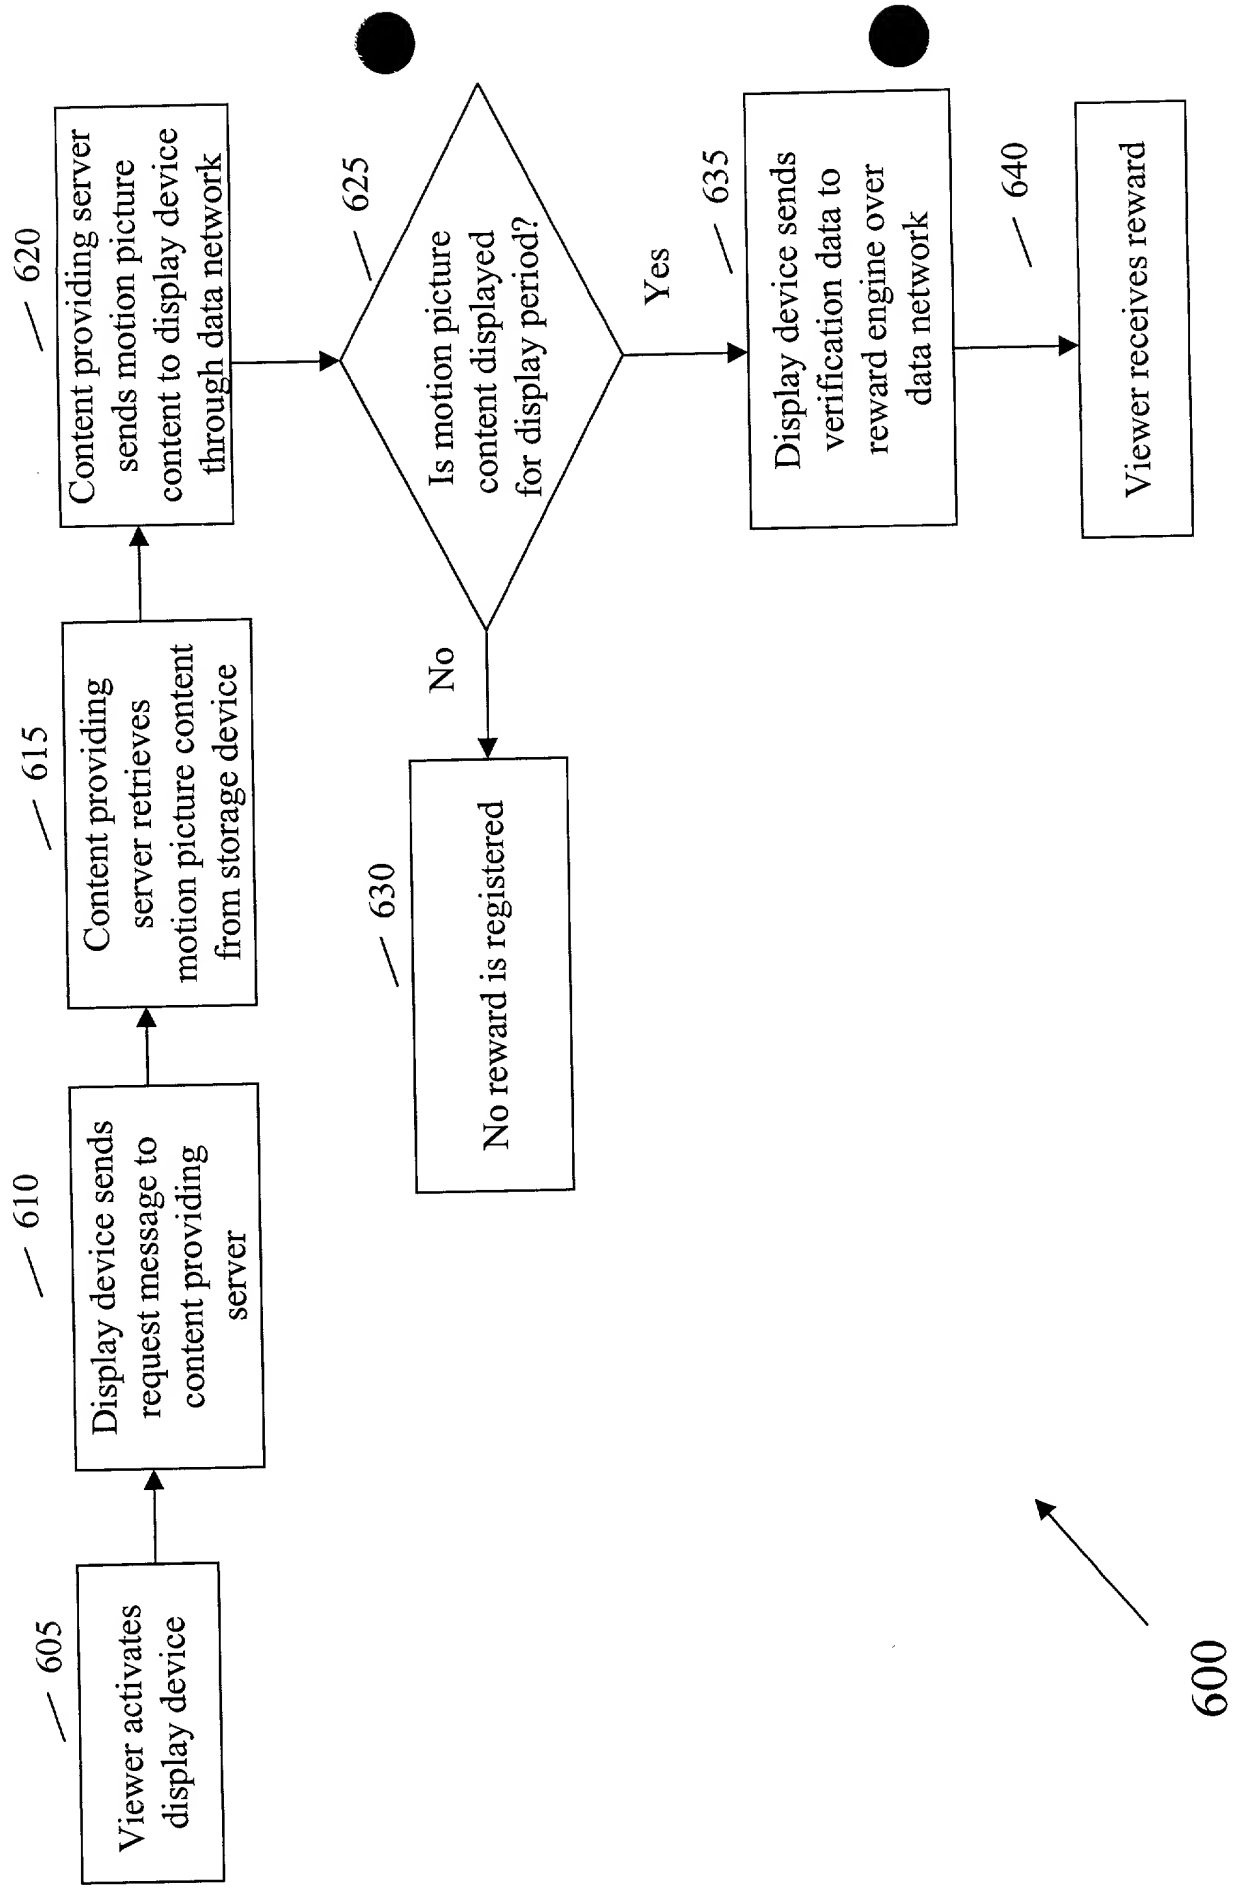 605
Viewer activates
display device
610
Display device sends
request message to
content providing
server
615
Content providing
server retrieves
motion picture content
from storage device
620
Content providing server
sends motion picture
content to display device
through data network
625
Is motion picture
content displayed
for display period?
No
630
No reward is registered
Yes
635
Display device sends
verification data to
reward engine over
data network
640
Viewer receives reward
600